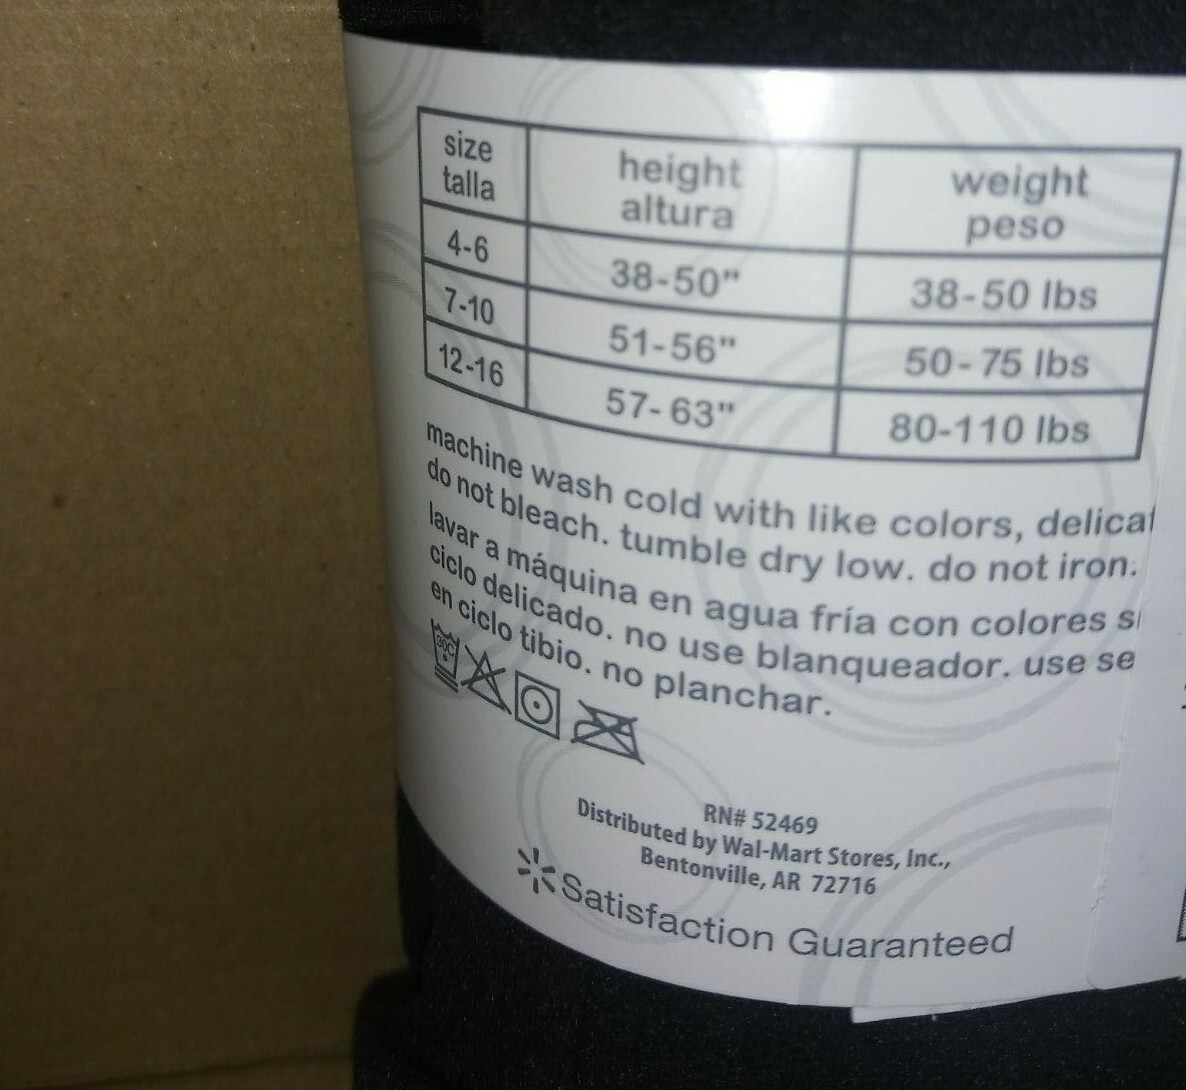 size height weight
talla altura peso
4-6 38-50" 38-50 lbs
7-10 51-56" 50-75 lbs
12-16 57-63" 80-110 lbs
machine wash cold with like colors, delicat
do not bleach. tumble dry low. do not iron.
lavar a máquina en agua fría con colores si
ciclo delicado. no use blanqueador. use se
en ciclo tibio. no planchar.
30C
RN# 52469
Distributed by Wal-Mart Stores, Inc.,
Bentonville, AR 72716
Satisfaction Guaranteed